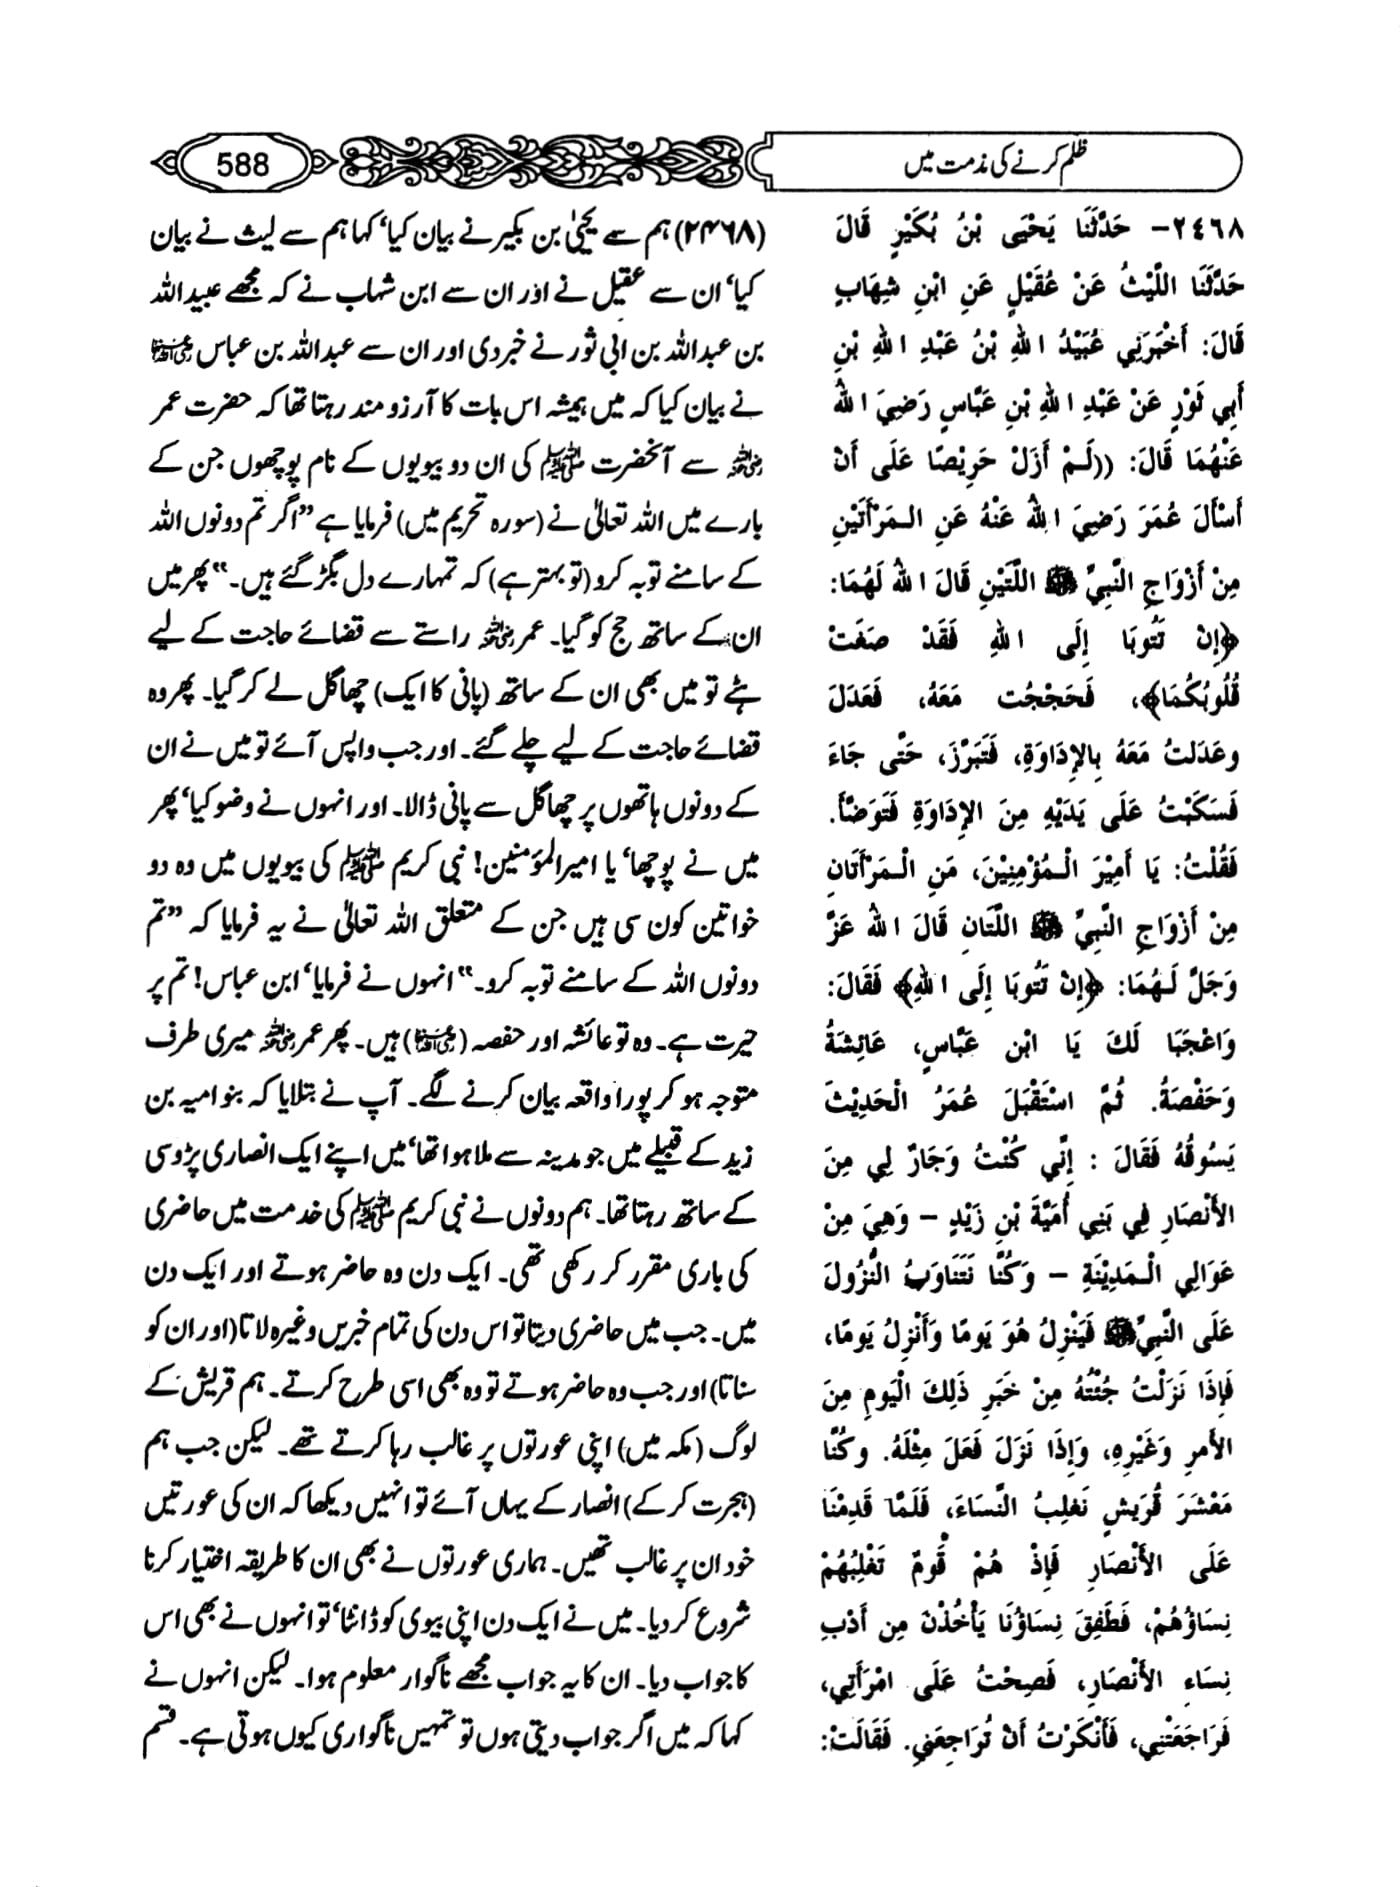 ظلم کرنے کی مذمت میں
588
٢٤٦٨- حَدَّثَنَا يَحْيَى بْنُ بُكَيْرٍ قَالَ
حَدَّثَنَا اللَّيْثُ عَنْ عُقَيْلٍ عَنِ ابْنِ شِهَابٍ
قَالَ: أَخْبَرَنِي عُبَيْدُ اللهِ بْنُ عَبْدِ اللهِ بْنِ
أَبِي ثَوْرٍ عَنْ عَبْدِ اللهِ بْنِ عَبَّاسٍ رَضِيَ اللهُ
عَنْهُمَا قَالَ: ((لَمْ أَزَلْ حَرِيْصًا عَلَى أَنْ
أَسْأَلَ عُمَرَ رَضِيَ اللهُ عَنْهُ عَنِ الْمَرْأَتَيْنِ
مِنْ أَزْوَاجِ النَّبِيِّ ﷺ اللَّتَيْنِ قَالَ اللهُ لَهُمَا:
﴿إِنْ تَتُوبَا إِلَى اللهِ فَقَدْ صَغَتْ
قُلُوبُكُمَا﴾، فَحَجَجْتُ مَعَهُ، فَعَدَلَ
وعَدَلتُ مَعَهُ بِالإِدَاوَةِ، فَتَبَرَّزَ، حَتَّى جَاءَ
فَسَكَبْتُ عَلَى يَدَيْهِ مِنَ الإِدَاوَةِ فَتَوَضَّأَ.
فَقُلْتُ: يَا أَمِيْرَ الْمُؤْمِنِيْنَ، مَنِ الْمَرْأَتَانِ
مِنْ أَزْوَاجِ النَّبِيِّ ﷺ اللَّتَانِ قَالَ اللهُ عَزَّ
وَجَلَّ لَهُمَا: ﴿إِنْ تَتُوبَا إِلَى اللهِ﴾ فَقَالَ:
وَاعْجَبَا لَكَ يَا ابْنَ عَبَّاسٍ، عَائِشَةُ
وَحَفْصَةُ. ثُمَّ اسْتَقْبَلَ عُمَرُ الْحَدِيْثَ
يَسُوقُهُ فَقَالَ : إِنِّي كُنْتُ وَجَارٌ لِي مِنَ
الأَنْصَارِ فِي بَنِي أُمَيَّةَ بْنِ زَيْدٍ – وَهِيَ مِنْ
عَوَالِي الْمَدِيْنَةِ – وَكُنَّا نَتَنَاوَبُ النُّزُولَ
عَلَى النَّبِيِّ ﷺ فَيَنْزِلُ هُوَ يَومًا وَأَنْزِلُ يَومًا،
فَإِذَا نَزَلْتُ جِئْتُهُ مِنْ خَبَرِ ذَلِكَ الْيَومِ مِنَ
الأَمرِ وَغَيْرِهِ، وَإِذَا نَزَلَ فَعَلَ مِثْلَهُ. وكُنَّا
مَعْشَرَ قُرَيْشٍ نَغلِبُ النِّسَاءَ، فَلَمَّا قَدِمْنَا
عَلَى الأَنْصَارِ فَإِذْ هُمْ قَومٌ تَغْلِبُهُمْ
نِسَاؤُهُمْ، فَطَفِقَ نِسَاؤُنَا يَأْخُذْنَ مِن أَدَبِ
نِسَاءِ الأَنْصَارِ، فَصِحْتُ عَلَى امْرَأَتِي،
فَرَاجَعَتْنِي، فَأَنْكَرْتُ أَنْ تُرَاجِعَنِي. فَقَالَتْ:
(۲۴۶۸) ہم سے یحییٰ بن بکیر نے بیان کیا، کہا ہم سے لیث نے بیان
کیا، ان سے عقیل نے اور ان سے ابن شہاب نے کہ مجھے عبیداللہ
بن عبداللہ بن ابی ثور نے خبر دی اور ان سے عبداللہ بن عباس رضی اللہ عنہما
نے بیان کیا کہ میں ہمیشہ اس بات کا آرزو مند رہتا تھا کہ حضرت عمر
رضی اللہ عنہ سے آنحضرت ﷺ کی ان دو بیویوں کے نام پوچھوں جن کے
بارے میں اللہ تعالیٰ نے (سورہ تحریم میں) فرمایا ہے "اگر تم دونوں اللہ
کے سامنے توبہ کرو (تو بہتر ہے) کہ تمہارے دل بگڑ گئے ہیں۔" پھر میں
ان کے ساتھ حج کو گیا۔ عمر رضی اللہ عنہ راستے سے قضائے حاجت کے لیے
ہٹے تو میں بھی ان کے ساتھ (پانی کا ایک) چھاگل لے کر گیا۔ پھر وہ
قضائے حاجت کے لیے چلے گئے۔ اور جب واپس آئے تو میں نے ان
کے دونوں ہاتھوں پر چھاگل سے پانی ڈالا۔ اور انہوں نے وضو کیا، پھر
میں نے پوچھا، یا امیرالمؤمنین! نبی کریم ﷺ کی بیویوں میں وہ دو
خواتین کون سی ہیں جن کے متعلق اللہ تعالیٰ نے یہ فرمایا کہ "تم
دونوں اللہ کے سامنے توبہ کرو۔" انہوں نے فرمایا، ابن عباس! تم پر
حیرت ہے۔ وہ تو عائشہ اور حفصہ (رضی اللہ عنہما) ہیں۔ پھر عمر رضی اللہ عنہ میری طرف
متوجہ ہو کر پورا واقعہ بیان کرنے لگے۔ آپ نے بتلایا کہ بنو امیہ بن
زید کے قبیلے میں جو مدینہ سے ملا ہوا تھا، میں اپنے ایک انصاری پڑوسی
کے ساتھ رہتا تھا۔ ہم دونوں نے نبی کریم ﷺ کی خدمت میں حاضری
کی باری مقرر کر رکھی تھی۔ ایک دن وہ حاضر ہوتے اور ایک دن
میں۔ جب میں حاضری دیتا تو اس دن کی تمام خبریں وغیرہ لاتا (اور ان کو
سناتا) اور جب وہ حاضر ہوتے تو وہ بھی اسی طرح کرتے۔ ہم قریش کے
لوگ (مکہ میں) اپنی عورتوں پر غالب رہا کرتے تھے۔ لیکن جب ہم
(ہجرت کر کے) انصار کے یہاں آئے تو انہیں دیکھا کہ ان کی عورتیں
خود ان پر غالب تھیں۔ ہماری عورتوں نے بھی ان کا طریقہ اختیار کرنا
شروع کر دیا۔ میں نے ایک دن اپنی بیوی کو ڈانٹا، تو انہوں نے بھی اس
کا جواب دیا۔ ان کا یہ جواب مجھے ناگوار معلوم ہوا۔ لیکن انہوں نے
کہا کہ میں اگر جواب دیتی ہوں تو تمہیں ناگواری کیوں ہوتی ہے۔ قسم